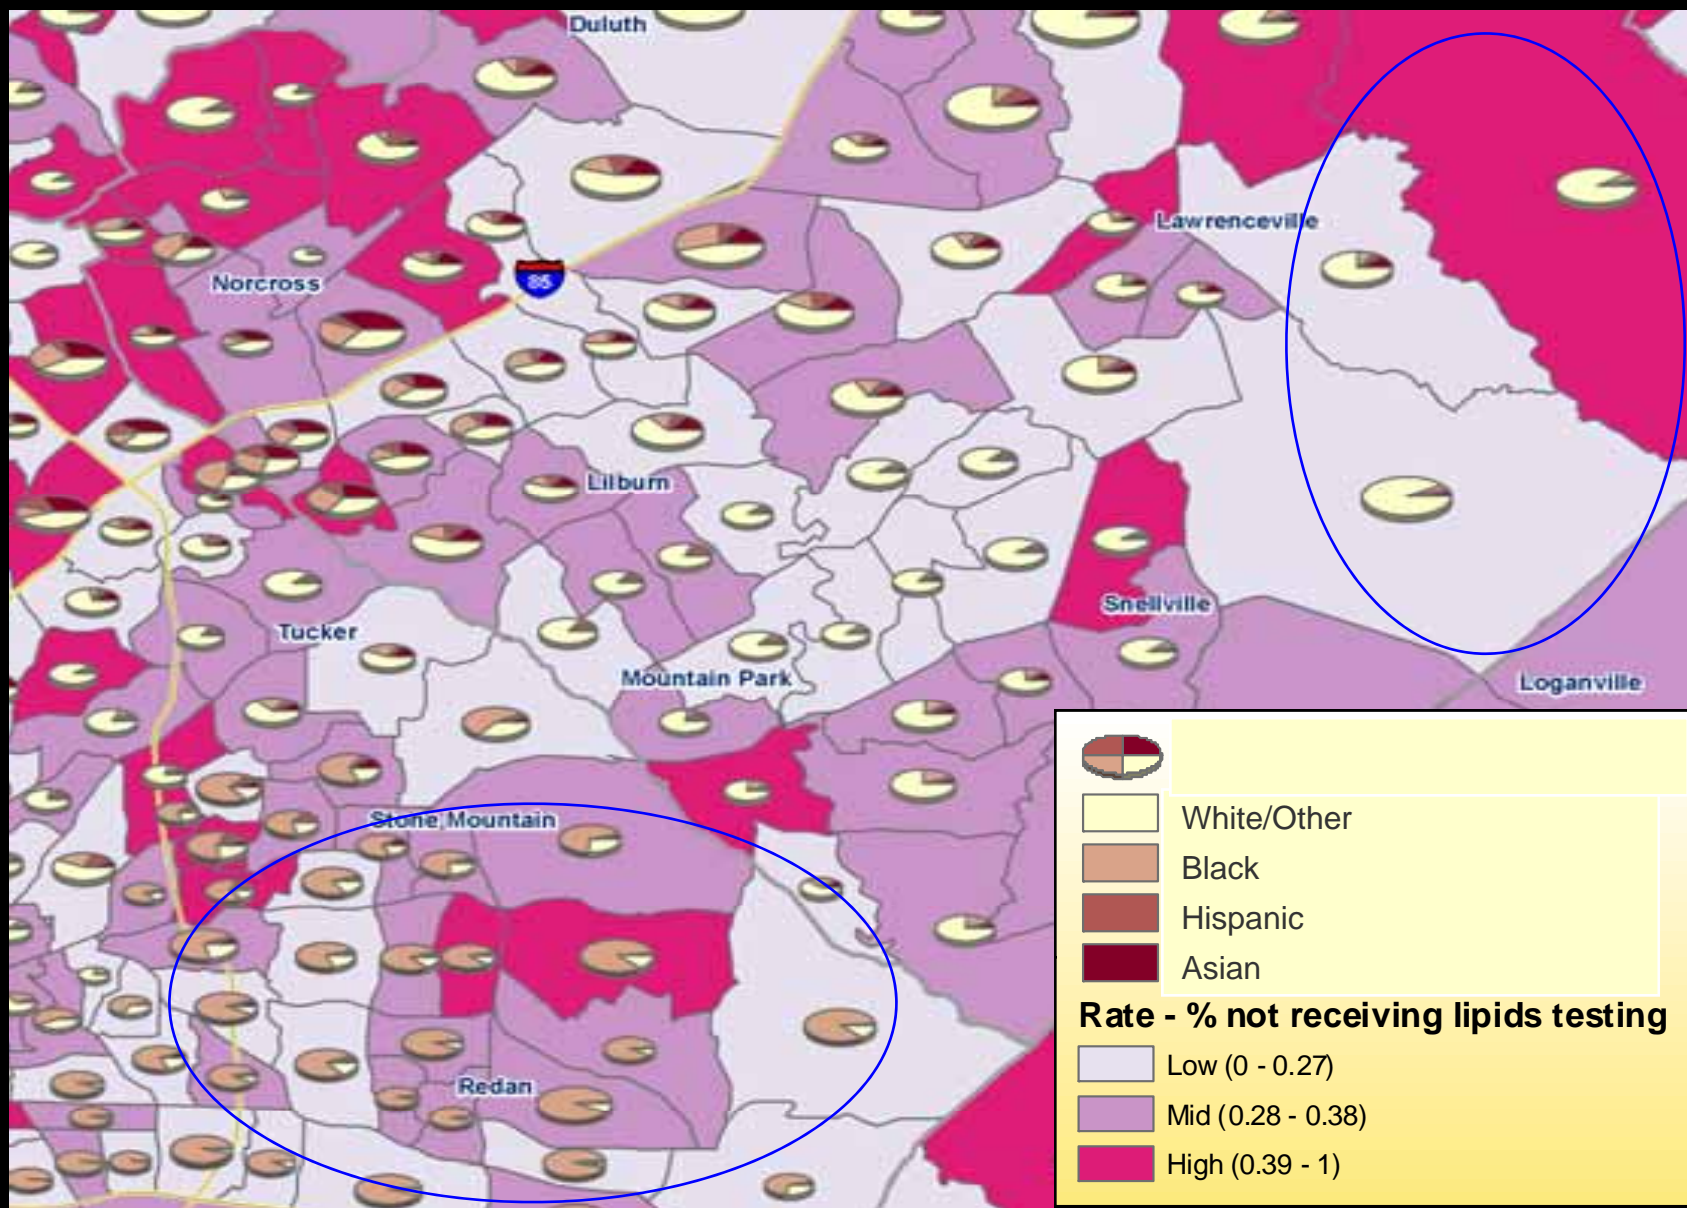 Duluth
Lawrenceville
Norcross
85
Lilburn
Snellville
Tucker
Mountain Park
Loganville
Stone Mountain
Redan
White/Other
Black
Hispanic
Asian
Rate - % not receiving lipids testing
Low (0 - 0.27)
Mid (0.28 - 0.38)
High (0.39 - 1)